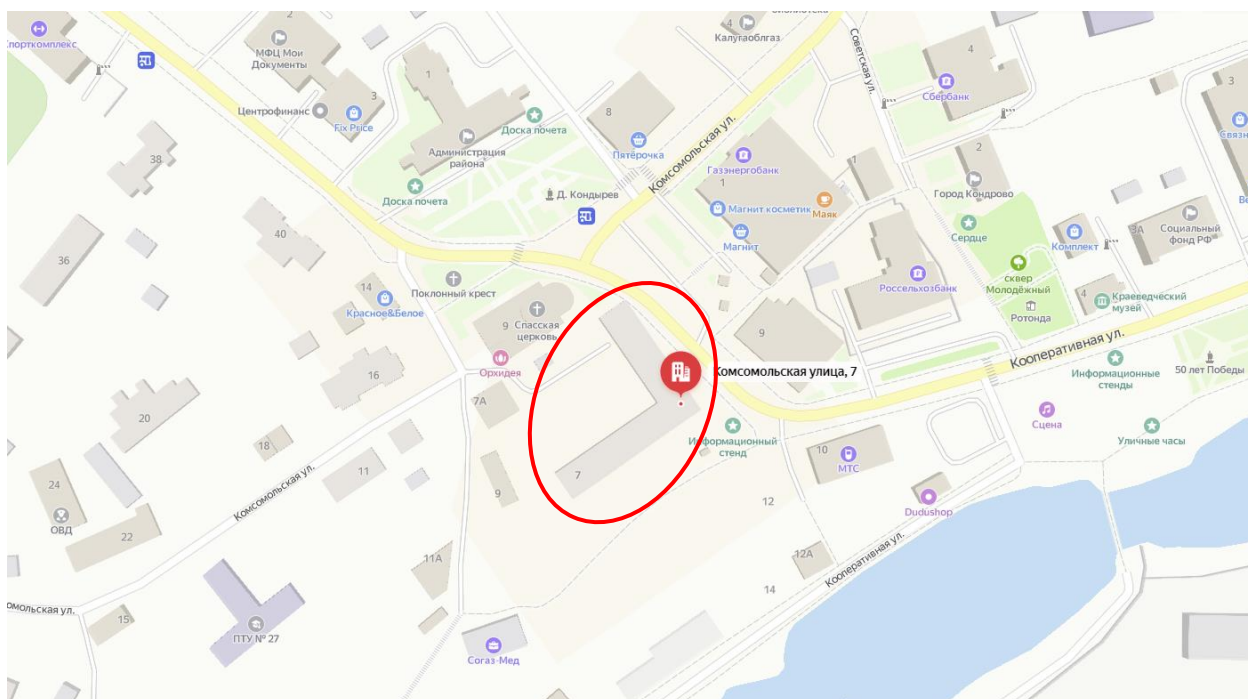 2
4
библиотека
Калугаоблгаз
Спорткомплекс
МФЦ Мои
Документы
Советская ул.
4
Сбербанк
3
Связн
Центрофинанс
3
Fix Price
1
Доска почёта
8
Пятёрочка
Комсомольская ул.
Администрация
района
Газэнергобанк
1
1
2
Город Кондрово
38
Доска почета
Д. Кондырев
Магнит косметик
Маяк
Магнит
Сердце
Комплект
3А
Социальный
фонд РФ
40
36
Поклонный крест
14
Красное&Белое
9
Спасская
церковь
Россельхозбанк
сквер
Молодёжный
Ротонда
4
Краеведческий
музей
9
Кооперативная ул.
Орхидея
16
Комсомольская улица, 7
Информационные
стенды
50 лет Победы
7А
20
Сцена
Уличные часы
Информационный
стенд
18
10
МТС
11
7
24
ОВД
22
Комсомольская ул.
9
12
Dudushop
11А
12А
Кооперативная ул.
14
омольская ул.
15
ПТУ № 27
Согаз-Мед